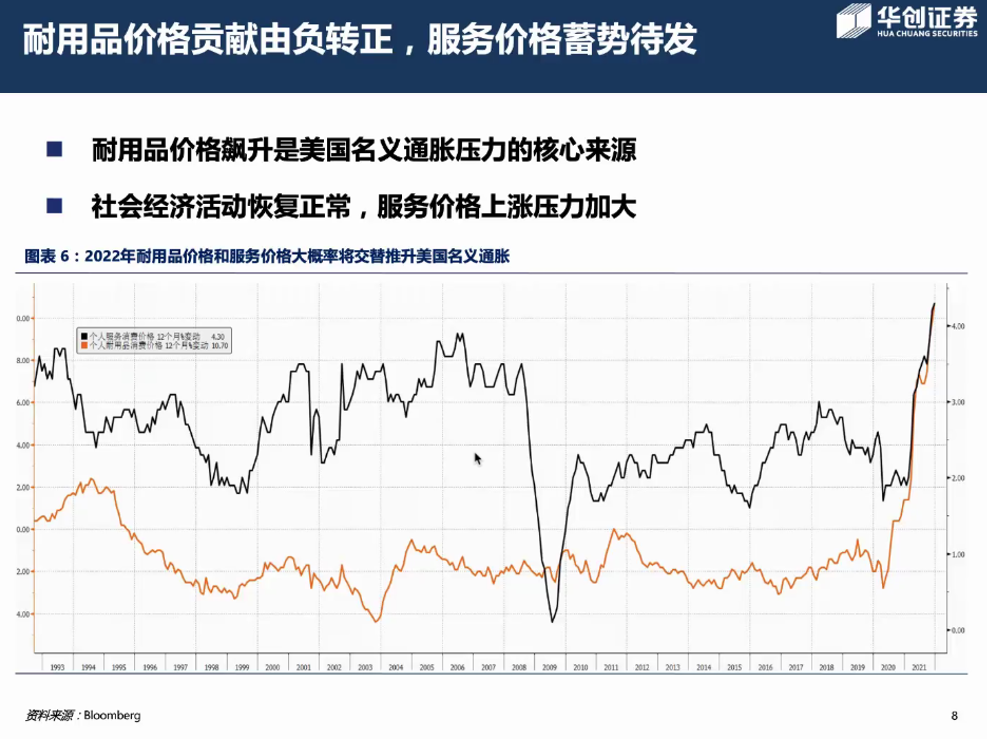 耐用品价格贡献由负转正，服务价格蓄势待发
华创证券
HUA CHUANG SECURITIES
耐用品价格飙升是美国名义通胀压力的核心来源
社会经济活动恢复正常，服务价格上涨压力加大
图表 6：2022年耐用品价格和服务价格大概率将交替推升美国名义通胀
个人服务消费价格 12个月%变动 4.30
个人耐用品消费价格 12个月%变动 10.70
0.00
8.00
6.00
4.00
2.00
0.00
2.00
4.00
4.00
3.00
2.00
1.00
0.00
1993 1994 1995 1996 1997 1998 1999 2000 2001 2002 2003 2004 2005 2006 2007 2008 2009 2010 2011 2012 2013 2014 2015 2016 2017 2018 2019 2020 2021
资料来源：Bloomberg
8